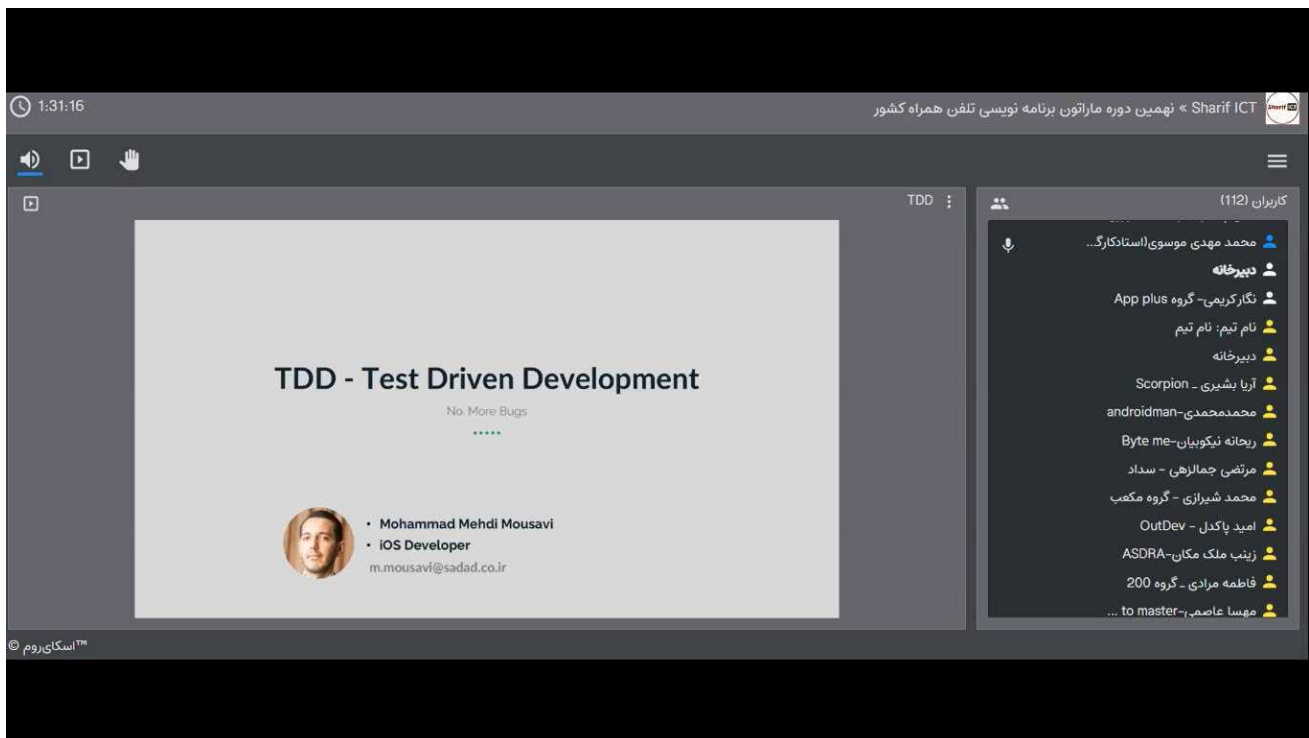 1:31:16
Sharif ICT » نهمین دوره ماراتون برنامه نویسی تلفن همراه کشور
Sharif
TDD
کاربران (112)
TDD - Test Driven Development
No More Bugs
• Mohammad Mehdi Mousavi
• iOS Developer
m.mousavi@sadad.co.ir
محمد مهدی موسوی(استادکارگ...
دبیرخانه
نگارکریمی- گروه App plus
نام تیم: نام تیم
دبیرخانه
آریا بشیری _ Scorpion
محمدمحمدی-androidman
ریحانه نیکوبیان-Byte me
مرتضی جمالزهی - سداد
محمد شیرازی - گروه مکعب
امید پاکدل - OutDev
زینب ملک مکان-ASDRA
فاطمه مرادی _ گروه 200
مهسا عاصمی-to master ...
اسکای‌روم ™ ©